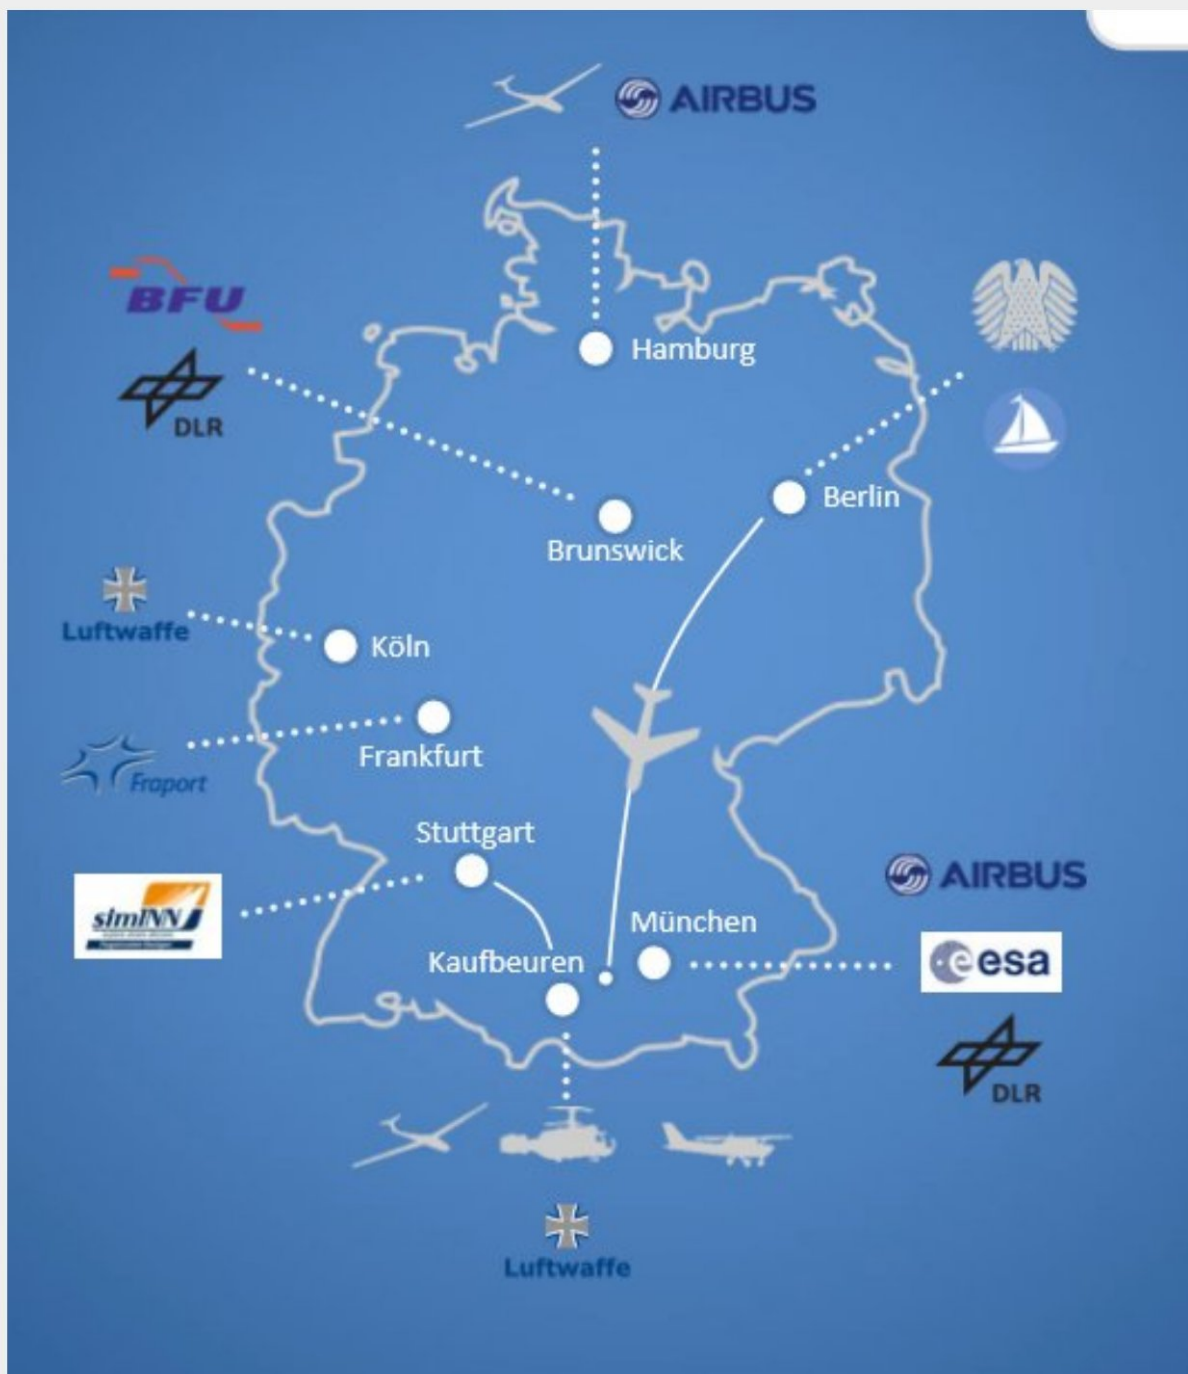 AIRBUS
BFU
DLR
Hamburg
Berlin
Brunswick
Luftwaffe
Köln
Frankfurt
Fraport
Stuttgart
simINN
AIRBUS
München
esa
Kaufbeuren
DLR
Luftwaffe